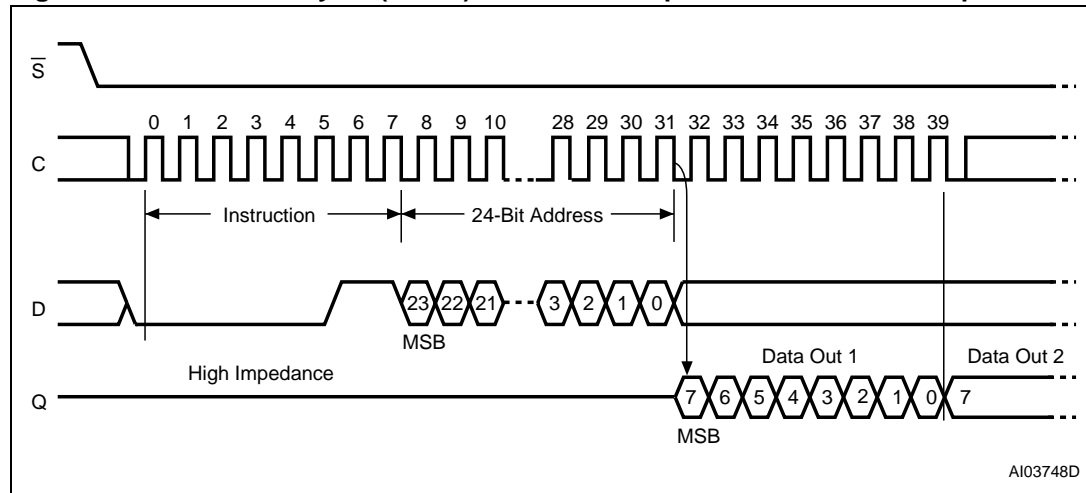 S
0 1 2 3 4 5 6 7 8 9 10 28 29 30 31 32 33 34 35 36 37 38 39
C
Instruction 24-Bit Address
D 23 22 21 3 2 1 0
MSB
Data Out 1 Data Out 2
High Impedance
Q 7 6 5 4 3 2 1 0 7
MSB
AI03748D